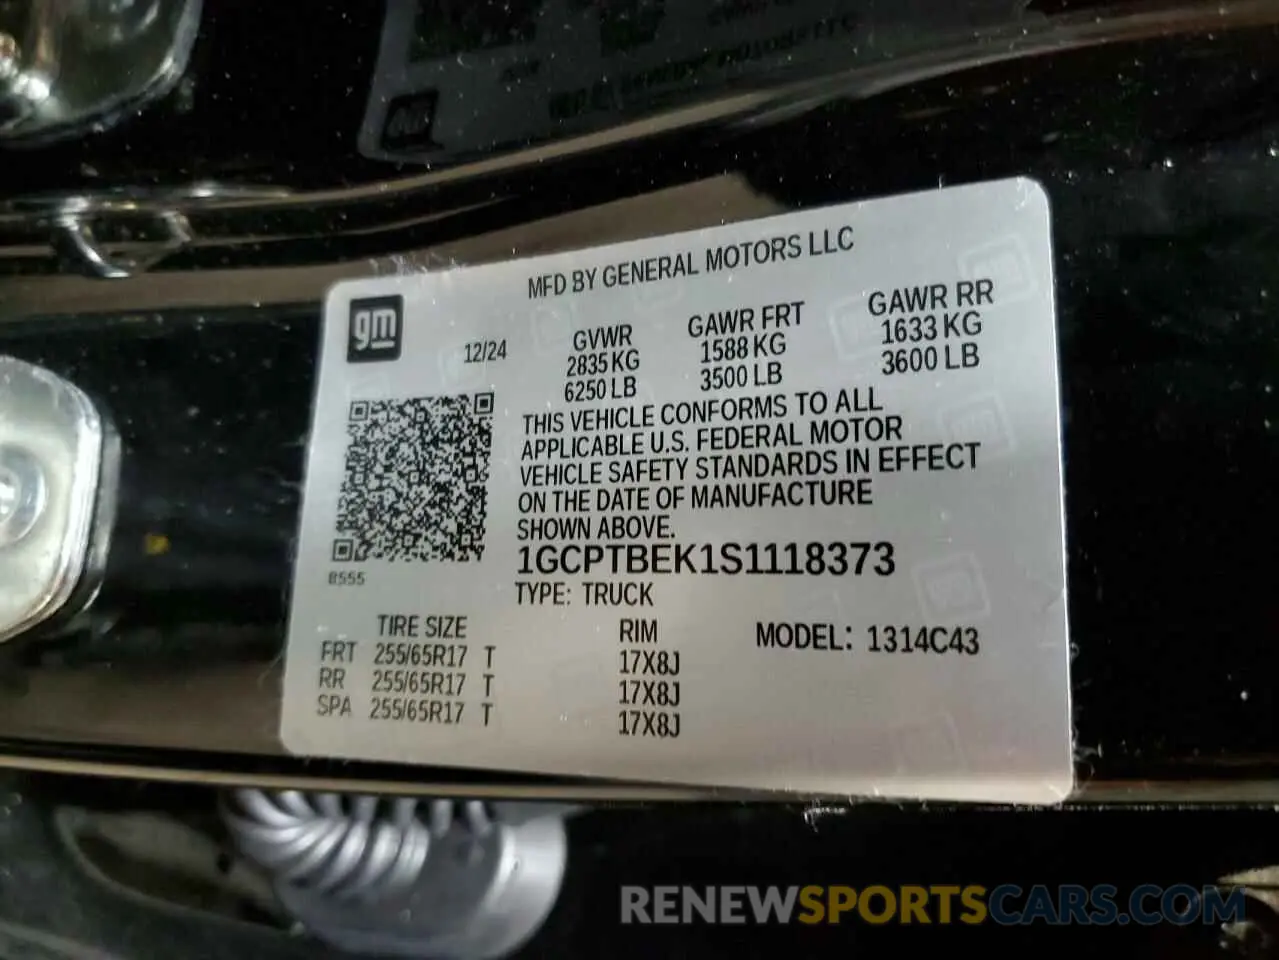 MFD BY GENERAL MOTORS LLC
gm
12/24
GVWR GAWR FRT GAWR RR
2835 KG 1588 KG 1633 KG
6250 LB 3500 LB 3600 LB
THIS VEHICLE CONFORMS TO ALL
APPLICABLE U.S. FEDERAL MOTOR
VEHICLE SAFETY STANDARDS IN EFFECT
ON THE DATE OF MANUFACTURE
SHOWN ABOVE.
1GCPTBEK1S1118373
8555
TYPE: TRUCK
TIRE SIZE RIM MODEL: 1314C43
FRT 255/65R17 T 17X8J
RR 255/65R17 T 17X8J
SPA 255/65R17 T 17X8J
RENEWSPORTSCARS.COM